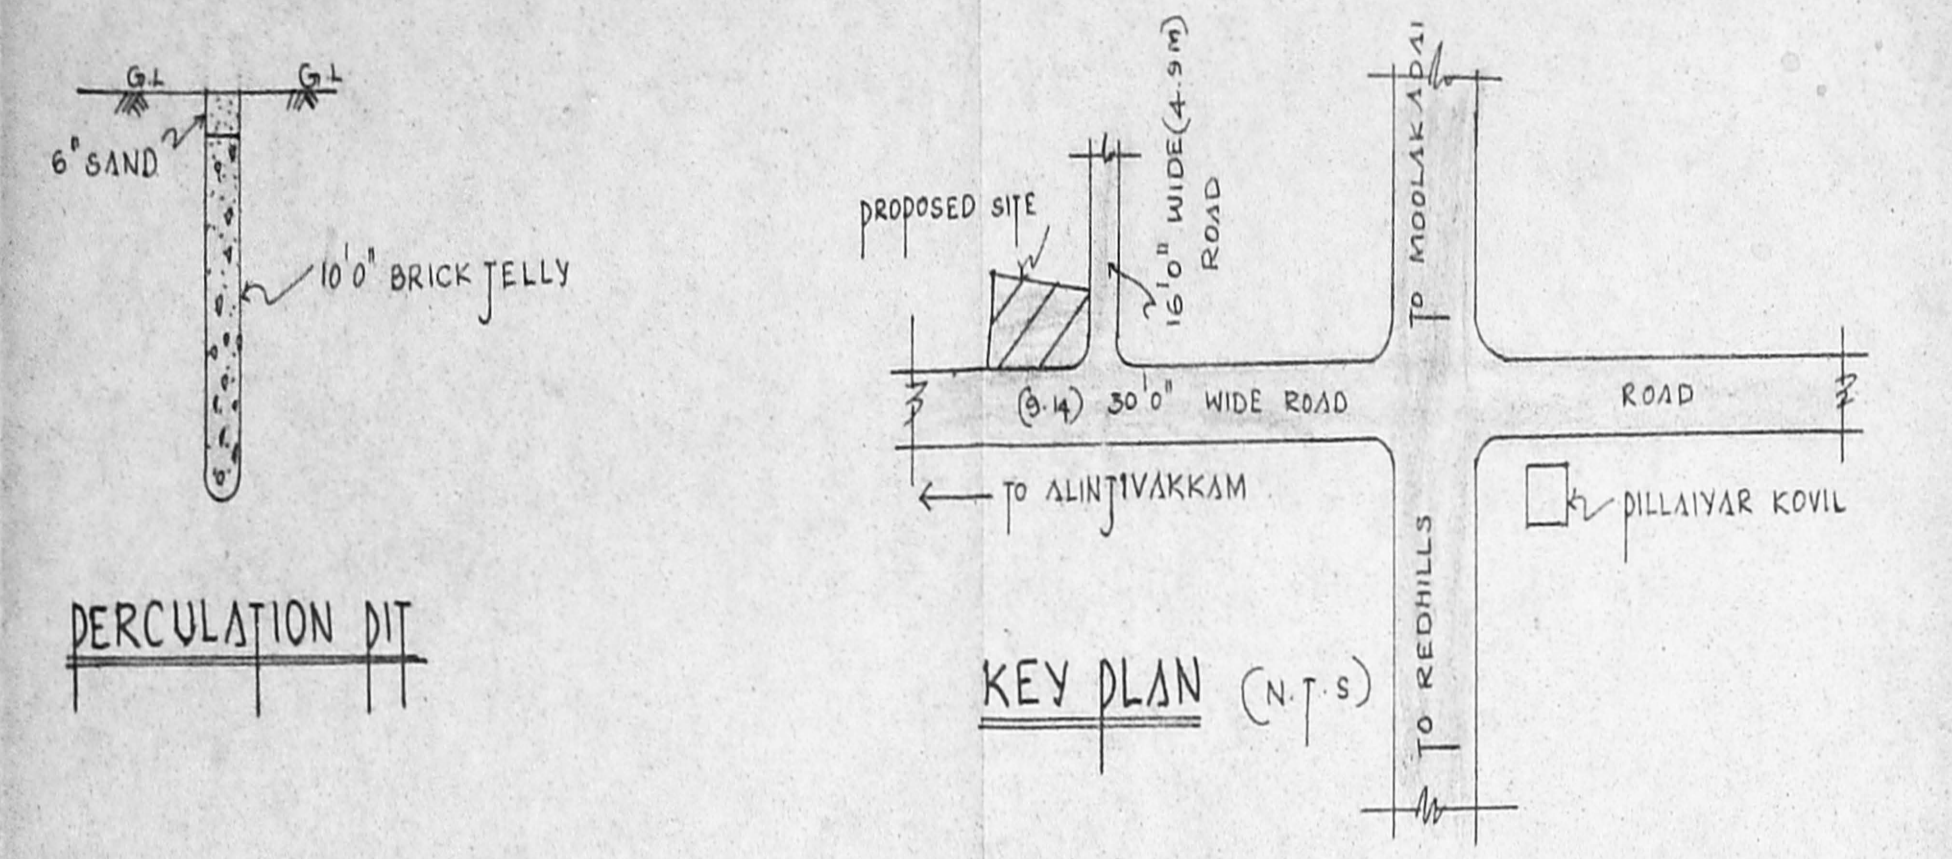 G.L G.L
6" SAND
10'0" BRICK JELLY
PERCULATION PIT
PROPOSED SITE
16'0" WIDE (4.9 m)
ROAD
TO MOOLAKADAI
(9.14) 30'0" WIDE ROAD
ROAD
TO ALINJIVAKKAM
PILLAIYAR KOVIL
TO REDHILLS
KEY PLAN (N.T.S)